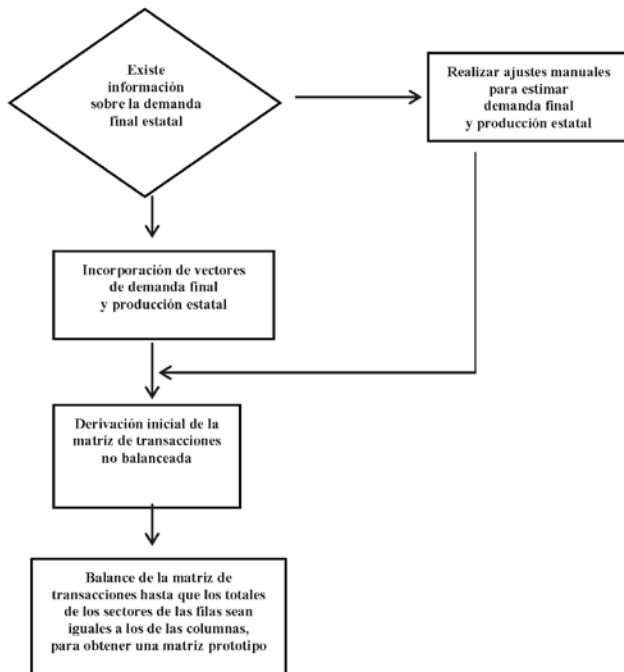 Existe
información
sobre la demanda
final estatal
Realizar ajustes manuales
para estimar
demanda final
y producción estatal
Incorporación de vectores
de demanda final
y producción estatal
Derivación inicial de la
matriz de transacciones
no balanceada
Balance de la matriz de
transacciones hasta que los totales
de los sectores de las filas sean
iguales a los de las columnas,
para obtener una matriz prototipo